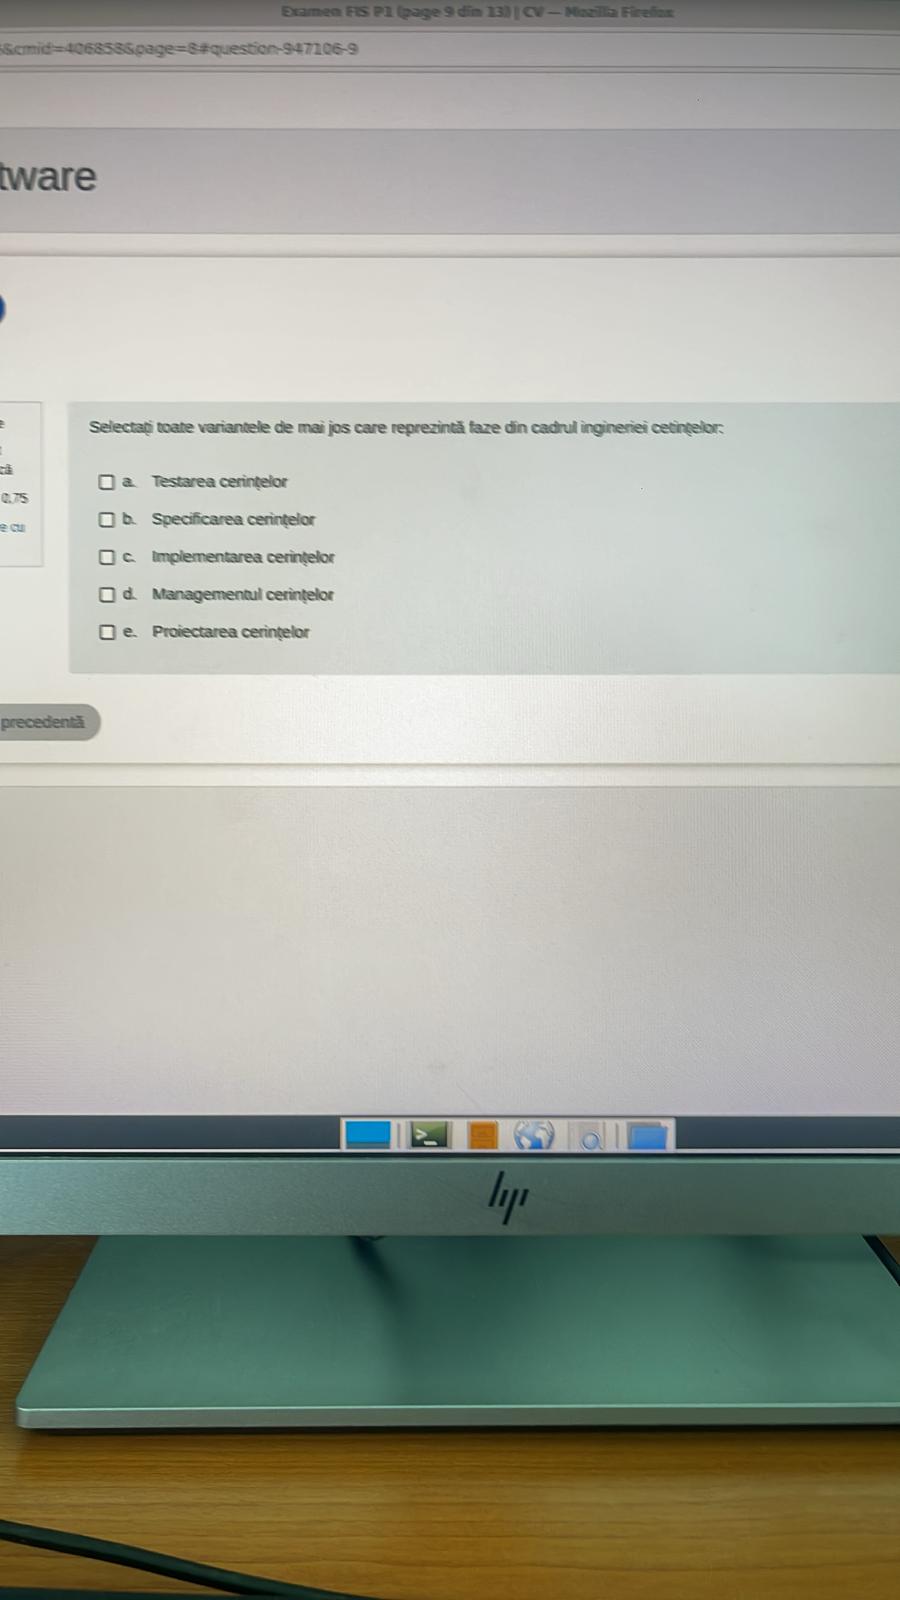 Examen FIS P1 (page 9 din 13) | CV — Mozilla Firefox
&cmid=406858&page=8#question-947106-9
tware
Selectați toate variantele de mai jos care reprezintă faze din cadrul ingineriei cetințelor:
a. Testarea cerințelor
b. Specificarea cerințelor
că
0,75
e cu
c. Implementarea cerințelor
d. Managementul cerințelor
e. Proiectarea cerințelor
precedentă
hp